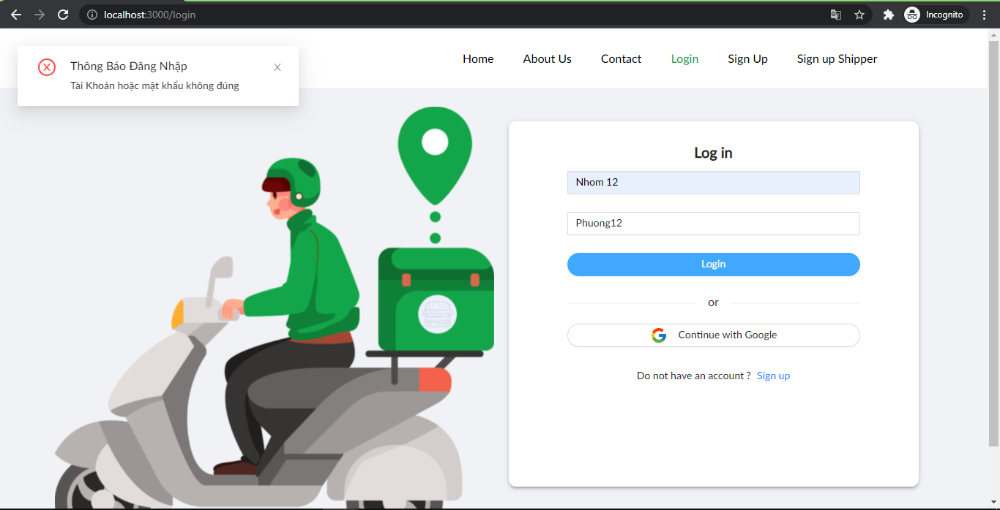 localhost:3000/login
Incognito
Thông Báo Đăng Nhập
Tài Khoản hoặc mật khẩu không đúng
Home
About Us
Contact
Login
Sign Up
Sign up Shipper
Log in
Nhom 12
Phuong12
Login
or
Continue with Google
Do not have an account ? Sign up